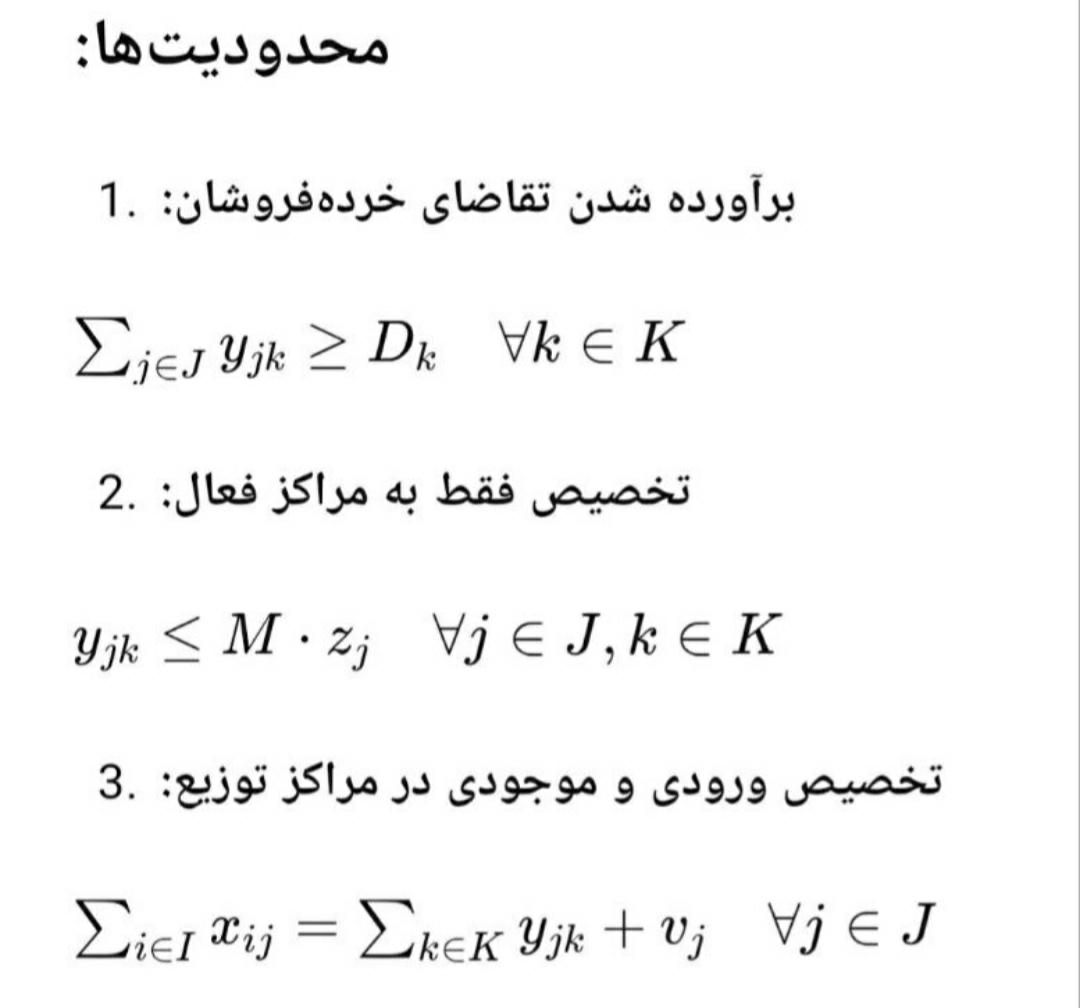 محدودیت‌ها:
1. برآورده شدن تقاضای خرده‌فروشان:
∑_{j∈J} y_{jk} ≥ D_k ∀k ∈ K
2. تخصیص فقط به مراکز فعال:
y_{jk} ≤ M · z_j ∀j ∈ J, k ∈ K
3. تخصیص ورودی و موجودی در مراکز توزیع:
∑_{i∈I} x_{ij} = ∑_{k∈K} y_{jk} + v_j ∀j ∈ J